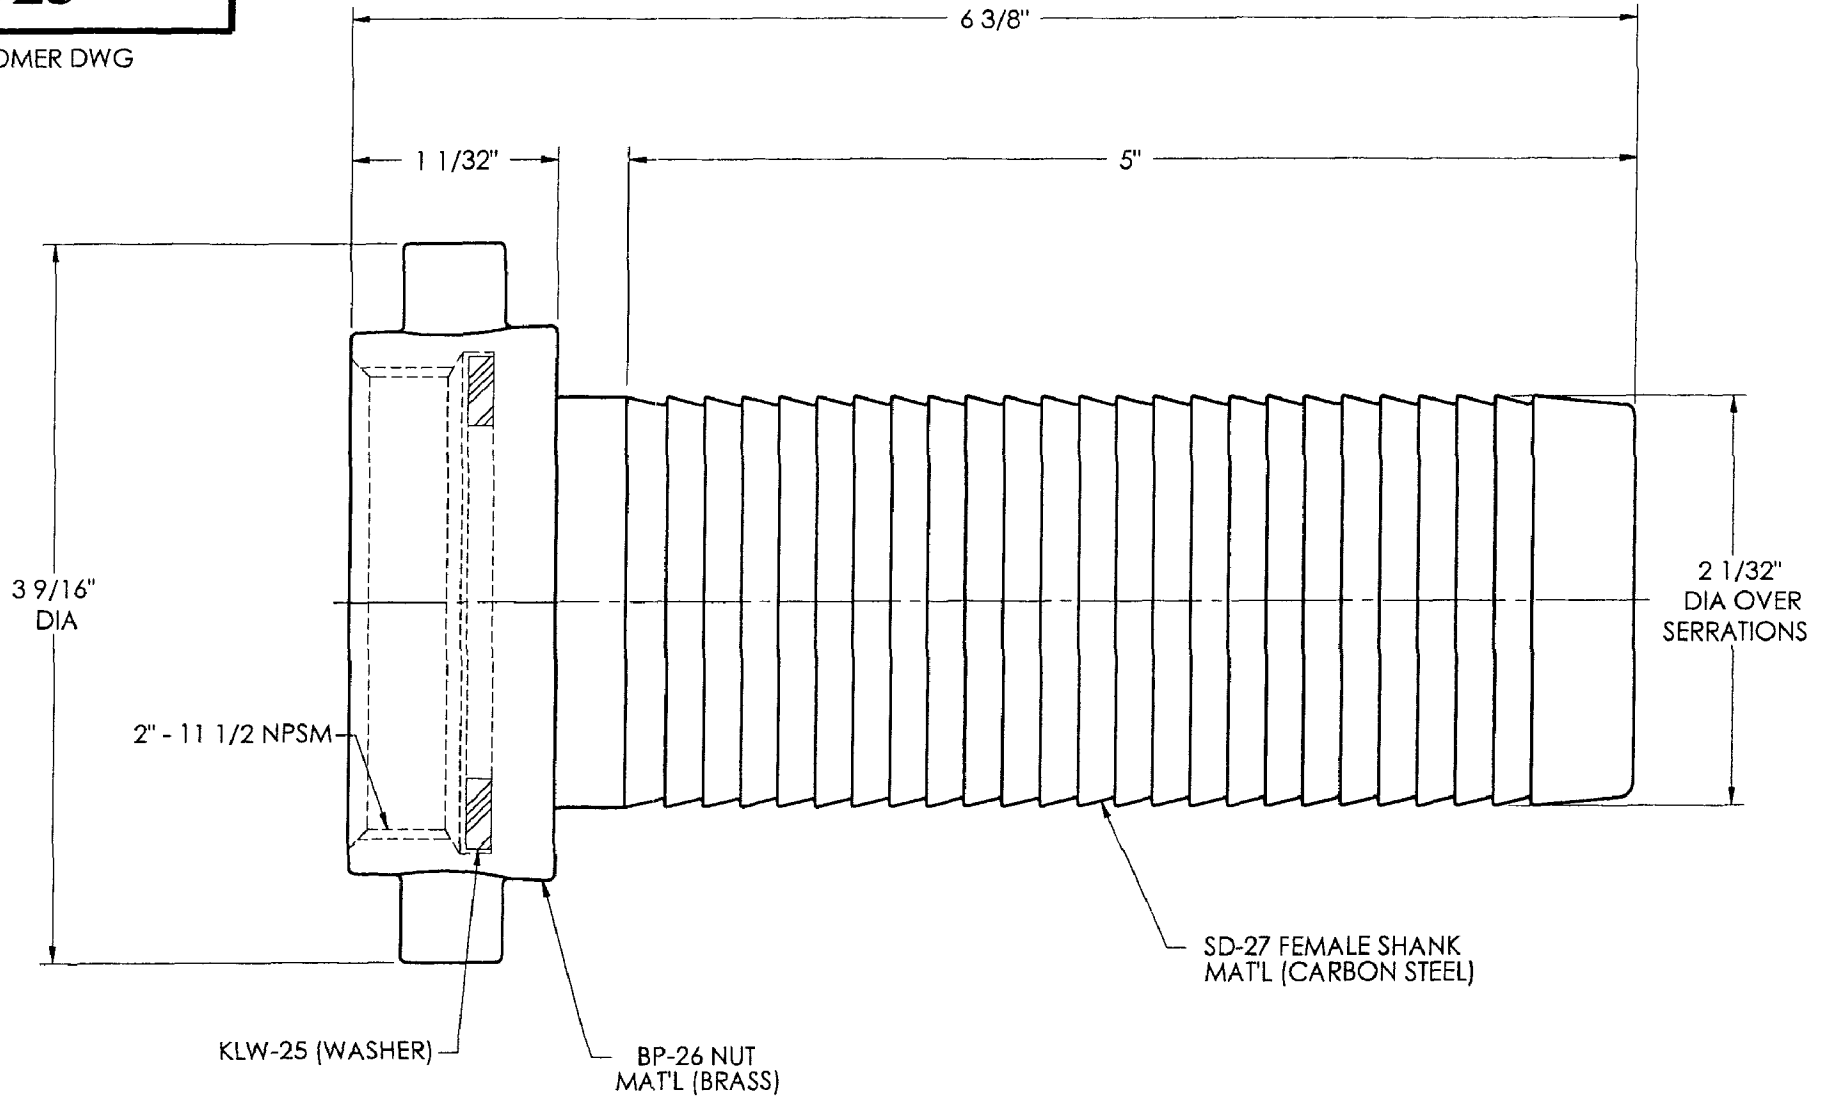 6 3/8"
OMER DWG
1 1/32"
5"
3 9/16"
DIA
2 1/32"
DIA OVER
SERRATIONS
2" - 11 1/2 NPSM
SD-27 FEMALE SHANK
MAT'L (CARBON STEEL)
KLW-25 (WASHER)
BP-26 NUT
MAT'L (BRASS)